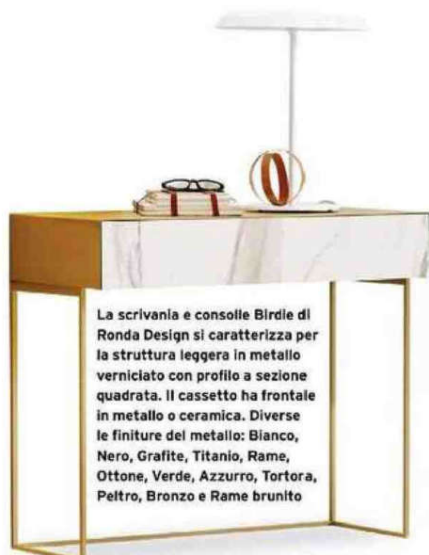 La scrivania e consolle Birdie di
Ronda Design si caratterizza per
la struttura leggera in metallo
verniciato con profilo a sezione
quadrata. Il cassetto ha frontale
in metallo o ceramica. Diverse
le finiture del metallo: Bianco,
Nero, Grafite, Titanio, Rame,
Ottone, Verde, Azzurro, Tortora,
Peltro, Bronzo e Rame brunito